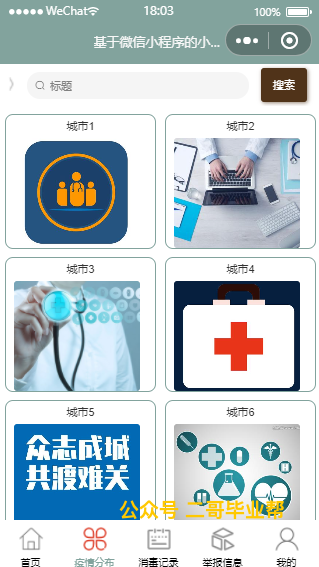 WeChat
18:03
100%
基于微信小程序的小...
标题
搜索
城市1
城市2
城市3
城市4
城市5
城市6
众志成城
共渡难关
公众号 二哥毕业帮
首页
疫情分布
消毒记录
举报信息
我的